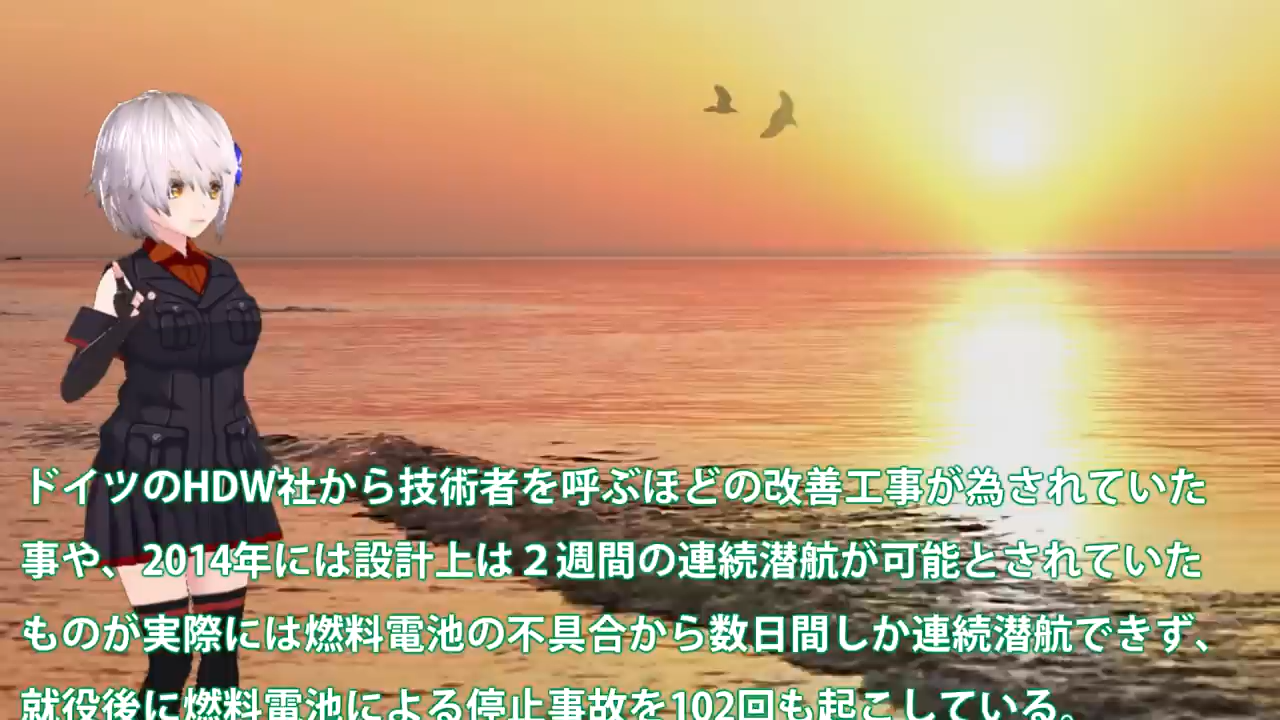 ドイツのHDW社から技術者を呼ぶほどの改善工事が為されていた
事や、2014年には設計上は２週間の連続潜航が可能とされていた
ものが実際には燃料電池の不具合から数日間しか連続潜航できず、
就役後に燃料電池による停止事故を102回も起こしている。